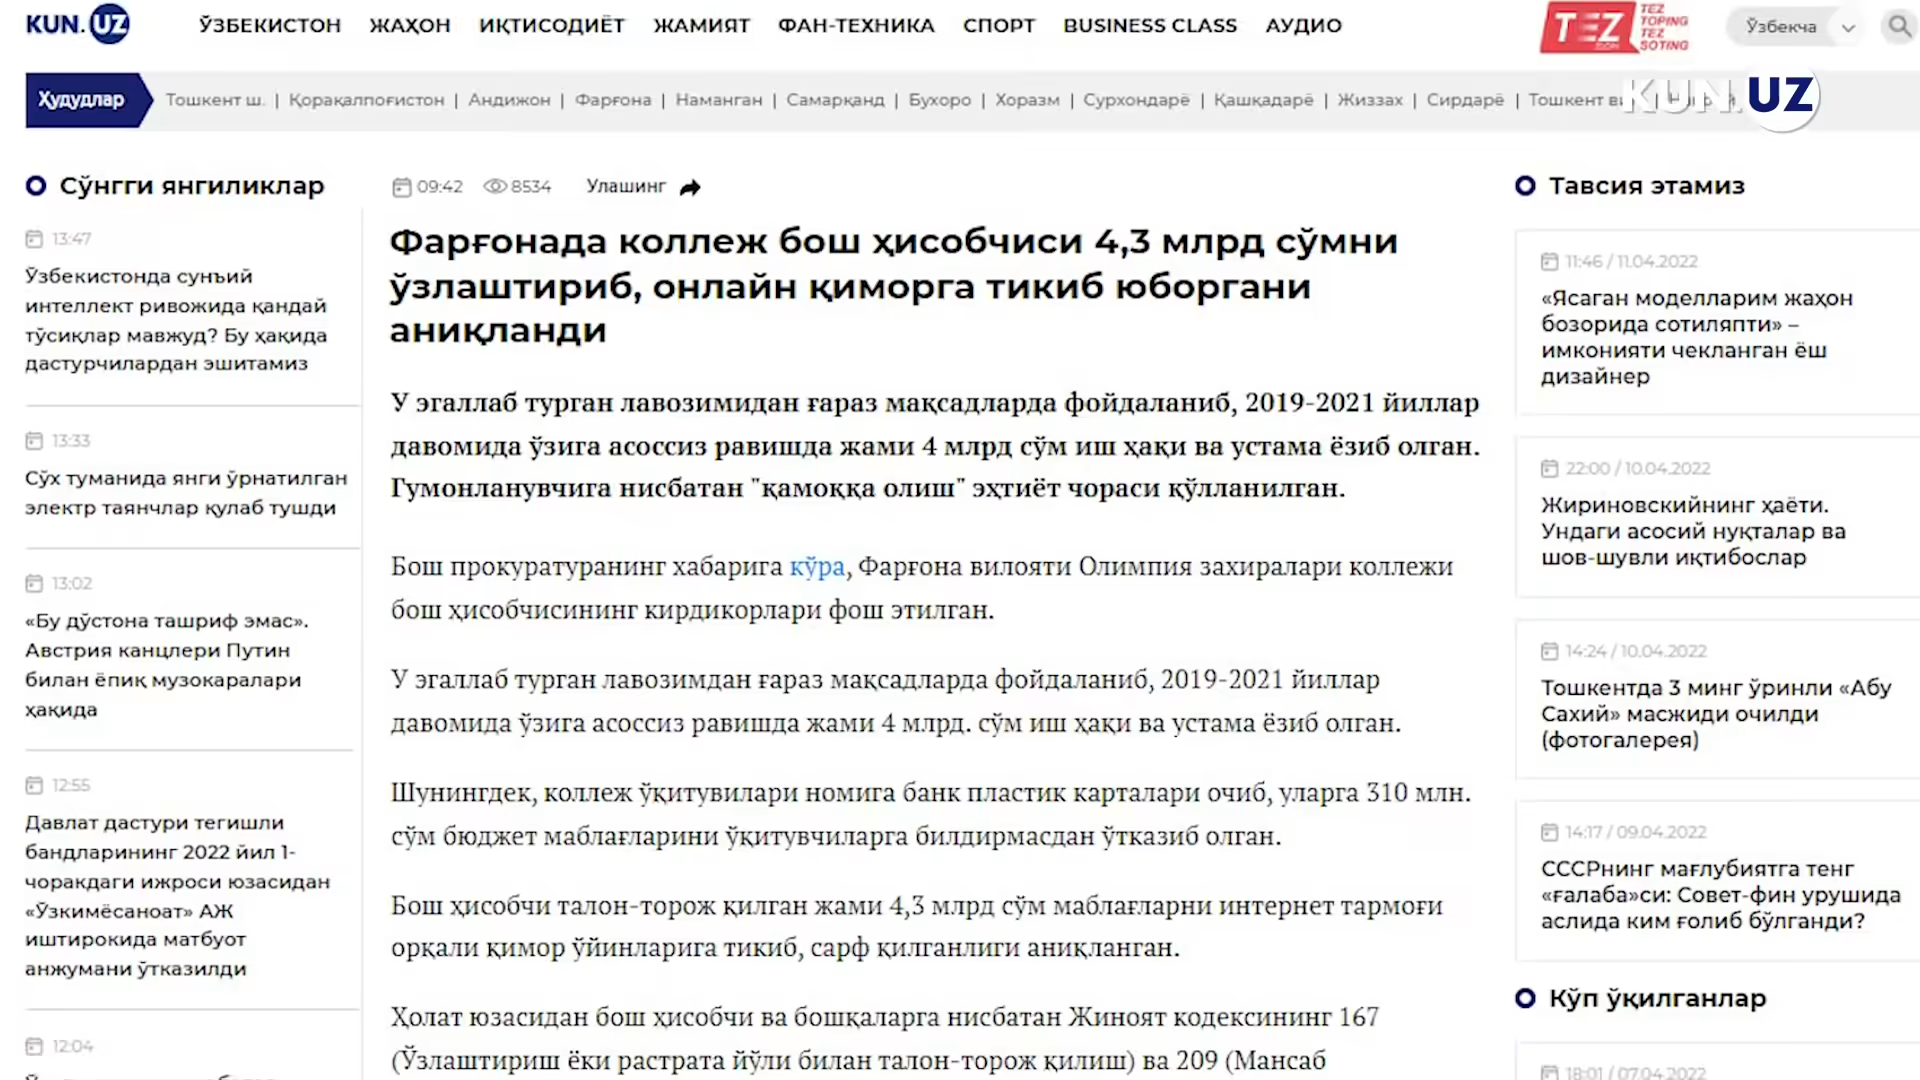 KUN.UZ
ЎЗБЕКИСТОН ЖАҲОН ИҚТИСОДИЁТ ЖАМИЯТ ФАН-ТЕХНИКА СПОРТ BUSINESS CLASS АУДИО
TEZ
TEZ
TOPING
TEZ
SOTING
Ўзбекча
Ҳудудлар
Тошкент ш. | Қорақалпоғистон | Андижон | Фарғона | Наманган | Самарқанд | Бухоро | Хоразм | Сурхондарё | Қашқадарё | Жиззах | Сирдарё | Тошкент
KUN.UZ
Сўнгги янгиликлар
13:47
Ўзбекистонда сунъий
интеллект ривожида қандай
тўсиқлар мавжуд? Бу ҳақида
дастурчилардан эшитамиз
13:33
Сўх туманида янги ўрнатилган
электр таянчлар қулаб тушди
13:02
«Бу дўстона ташриф эмас».
Австрия канцлери Путин
билан ёпиқ музокаралари
ҳақида
12:55
Давлат дастури тегишли
бандларининг 2022 йил 1-
чоракдаги ижроси юзасидан
«Ўзкимёсаноат» АЖ
иштирокида матбуот
анжумани ўтказилди
12:04
09:42 8534 Улашинг
Фарғонада коллеж бош ҳисобчиси 4,3 млрд сўмни
ўзлаштириб, онлайн қиморга тикиб юборгани
аниқланди
У эгаллаб турган лавозимидан ғараз мақсадларда фойдаланиб, 2019-2021 йиллар
давомида ўзига асоссиз равишда жами 4 млрд сўм иш ҳақи ва устама ёзиб олган.
Гумонланувчига нисбатан "қамоққа олиш" эҳтиёт чораси қўлланилган.
Бош прокуратуранинг хабарига кўра, Фарғона вилояти Олимпия захиралари коллежи
бош ҳисобчисининг кирдикорлари фош этилган.
У эгаллаб турган лавозимдан ғараз мақсадларда фойдаланиб, 2019-2021 йиллар
давомида ўзига асоссиз равишда жами 4 млрд. сўм иш ҳақи ва устама ёзиб олган.
Шунингдек, коллеж ўқитувилари номига банк пластик карталари очиб, уларга 310 млн.
сўм бюджет маблағларини ўқитувчиларга билдирмасдан ўтказиб олган.
Бош ҳисобчи талон-торож қилган жами 4,3 млрд сўм маблағларни интернет тармоғи
орқали қимор ўйинларига тикиб, сарф қилганлиги аниқланган.
Ҳолат юзасидан бош ҳисобчи ва бошқаларга нисбатан Жиноят кодексининг 167
(Ўзлаштириш ёки растрата йўли билан талон-торож қилиш) ва 209 (Мансаб
Тавсия этамиз
11:46 / 11.04.2022
«Ясаган моделларим жаҳон
бозорида сотиляпти» –
имконияти чекланган ёш
дизайнер
22:00 / 10.04.2022
Жириновскийнинг ҳаёти.
Ундаги асосий нуқталар ва
шов-шувли иқтибослар
14:24 / 10.04.2022
Тошкентда 3 минг ўринли «Абу
Сахий» масжиди очилди
(фотогалерея)
14:17 / 09.04.2022
СССРнинг мағлубиятга тенг
«ғалаба»си: Совет-фин урушида
аслида ким ғолиб бўлганди?
Кўп ўқилганлар
18:01 / 07.04.2022